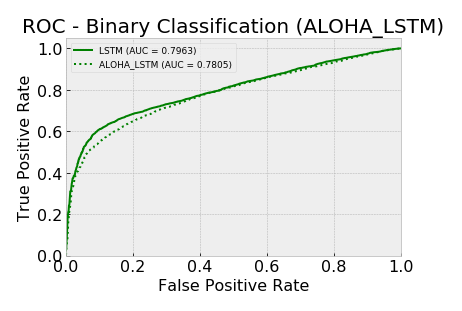 ROC - Binary Classification (ALOHA_LSTM)
LSTM (AUC = 0.7963)
ALOHA_LSTM (AUC = 0.7805)
True Positive Rate
1.0
0.8
0.6
0.4
0.2
0.0
0.0 0.2 0.4 0.6 0.8 1.0
False Positive Rate